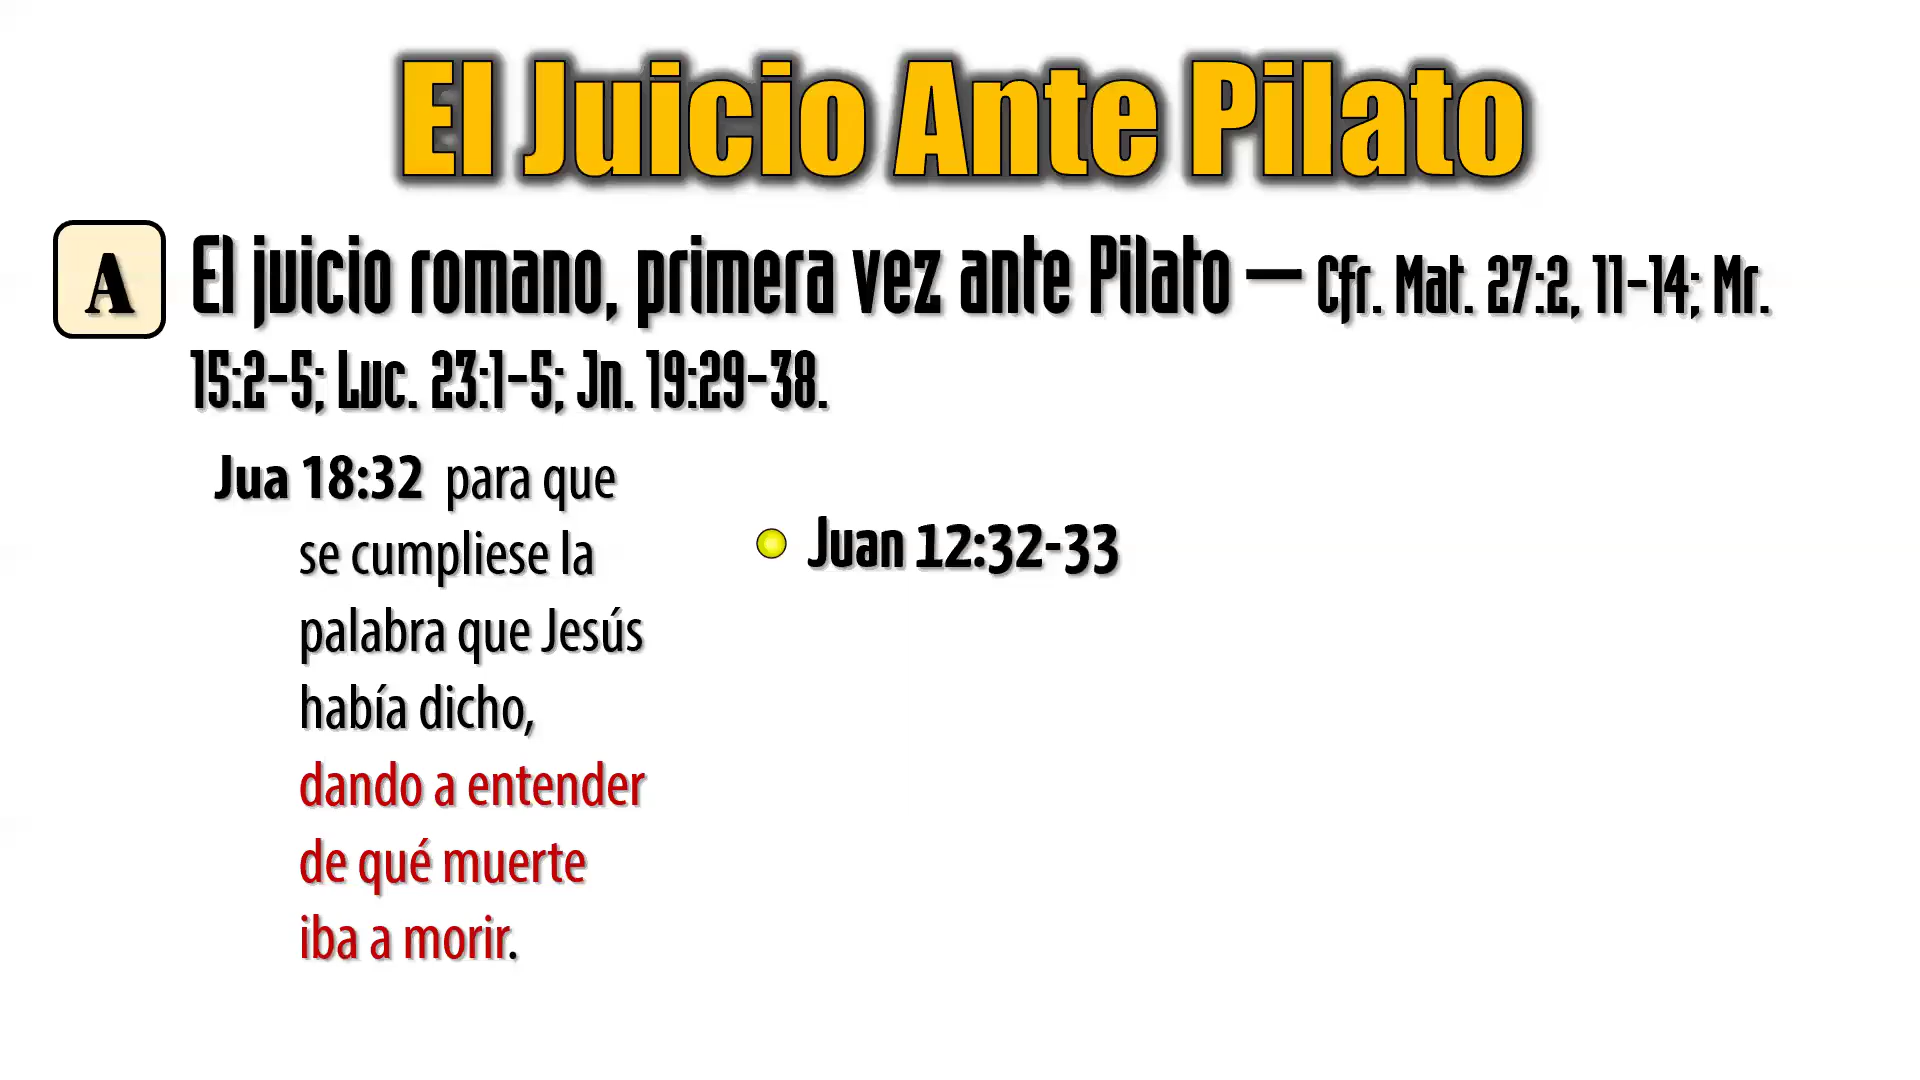 El Juicio Ante Pilato
A
El juicio romano, primera vez ante Pilato — Cfr. Mat. 27:2, 11-14; Mr.
15:2-5; Luc. 23:1-5; Jn. 19:29-38.
Jua 18:32 para que
se cumpliese la
palabra que Jesús
había dicho,
dando a entender
de qué muerte
iba a morir.
Juan 12:32-33